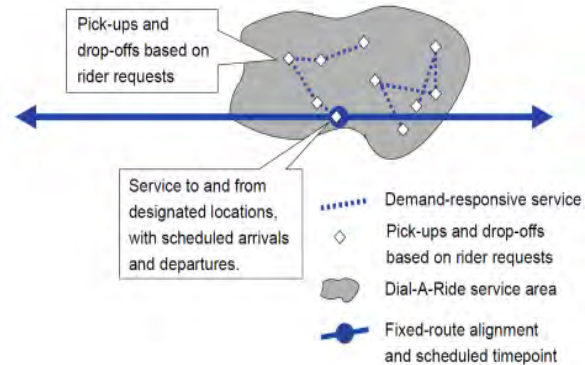 Pick-ups and
drop-offs based on
rider requests
Service to and from
designated locations,
with scheduled arrivals
and departures.
Demand-responsive service
Pick-ups and drop-offs
based on rider requests
Dial-A-Ride service area
Fixed-route alignment
and scheduled timepoint